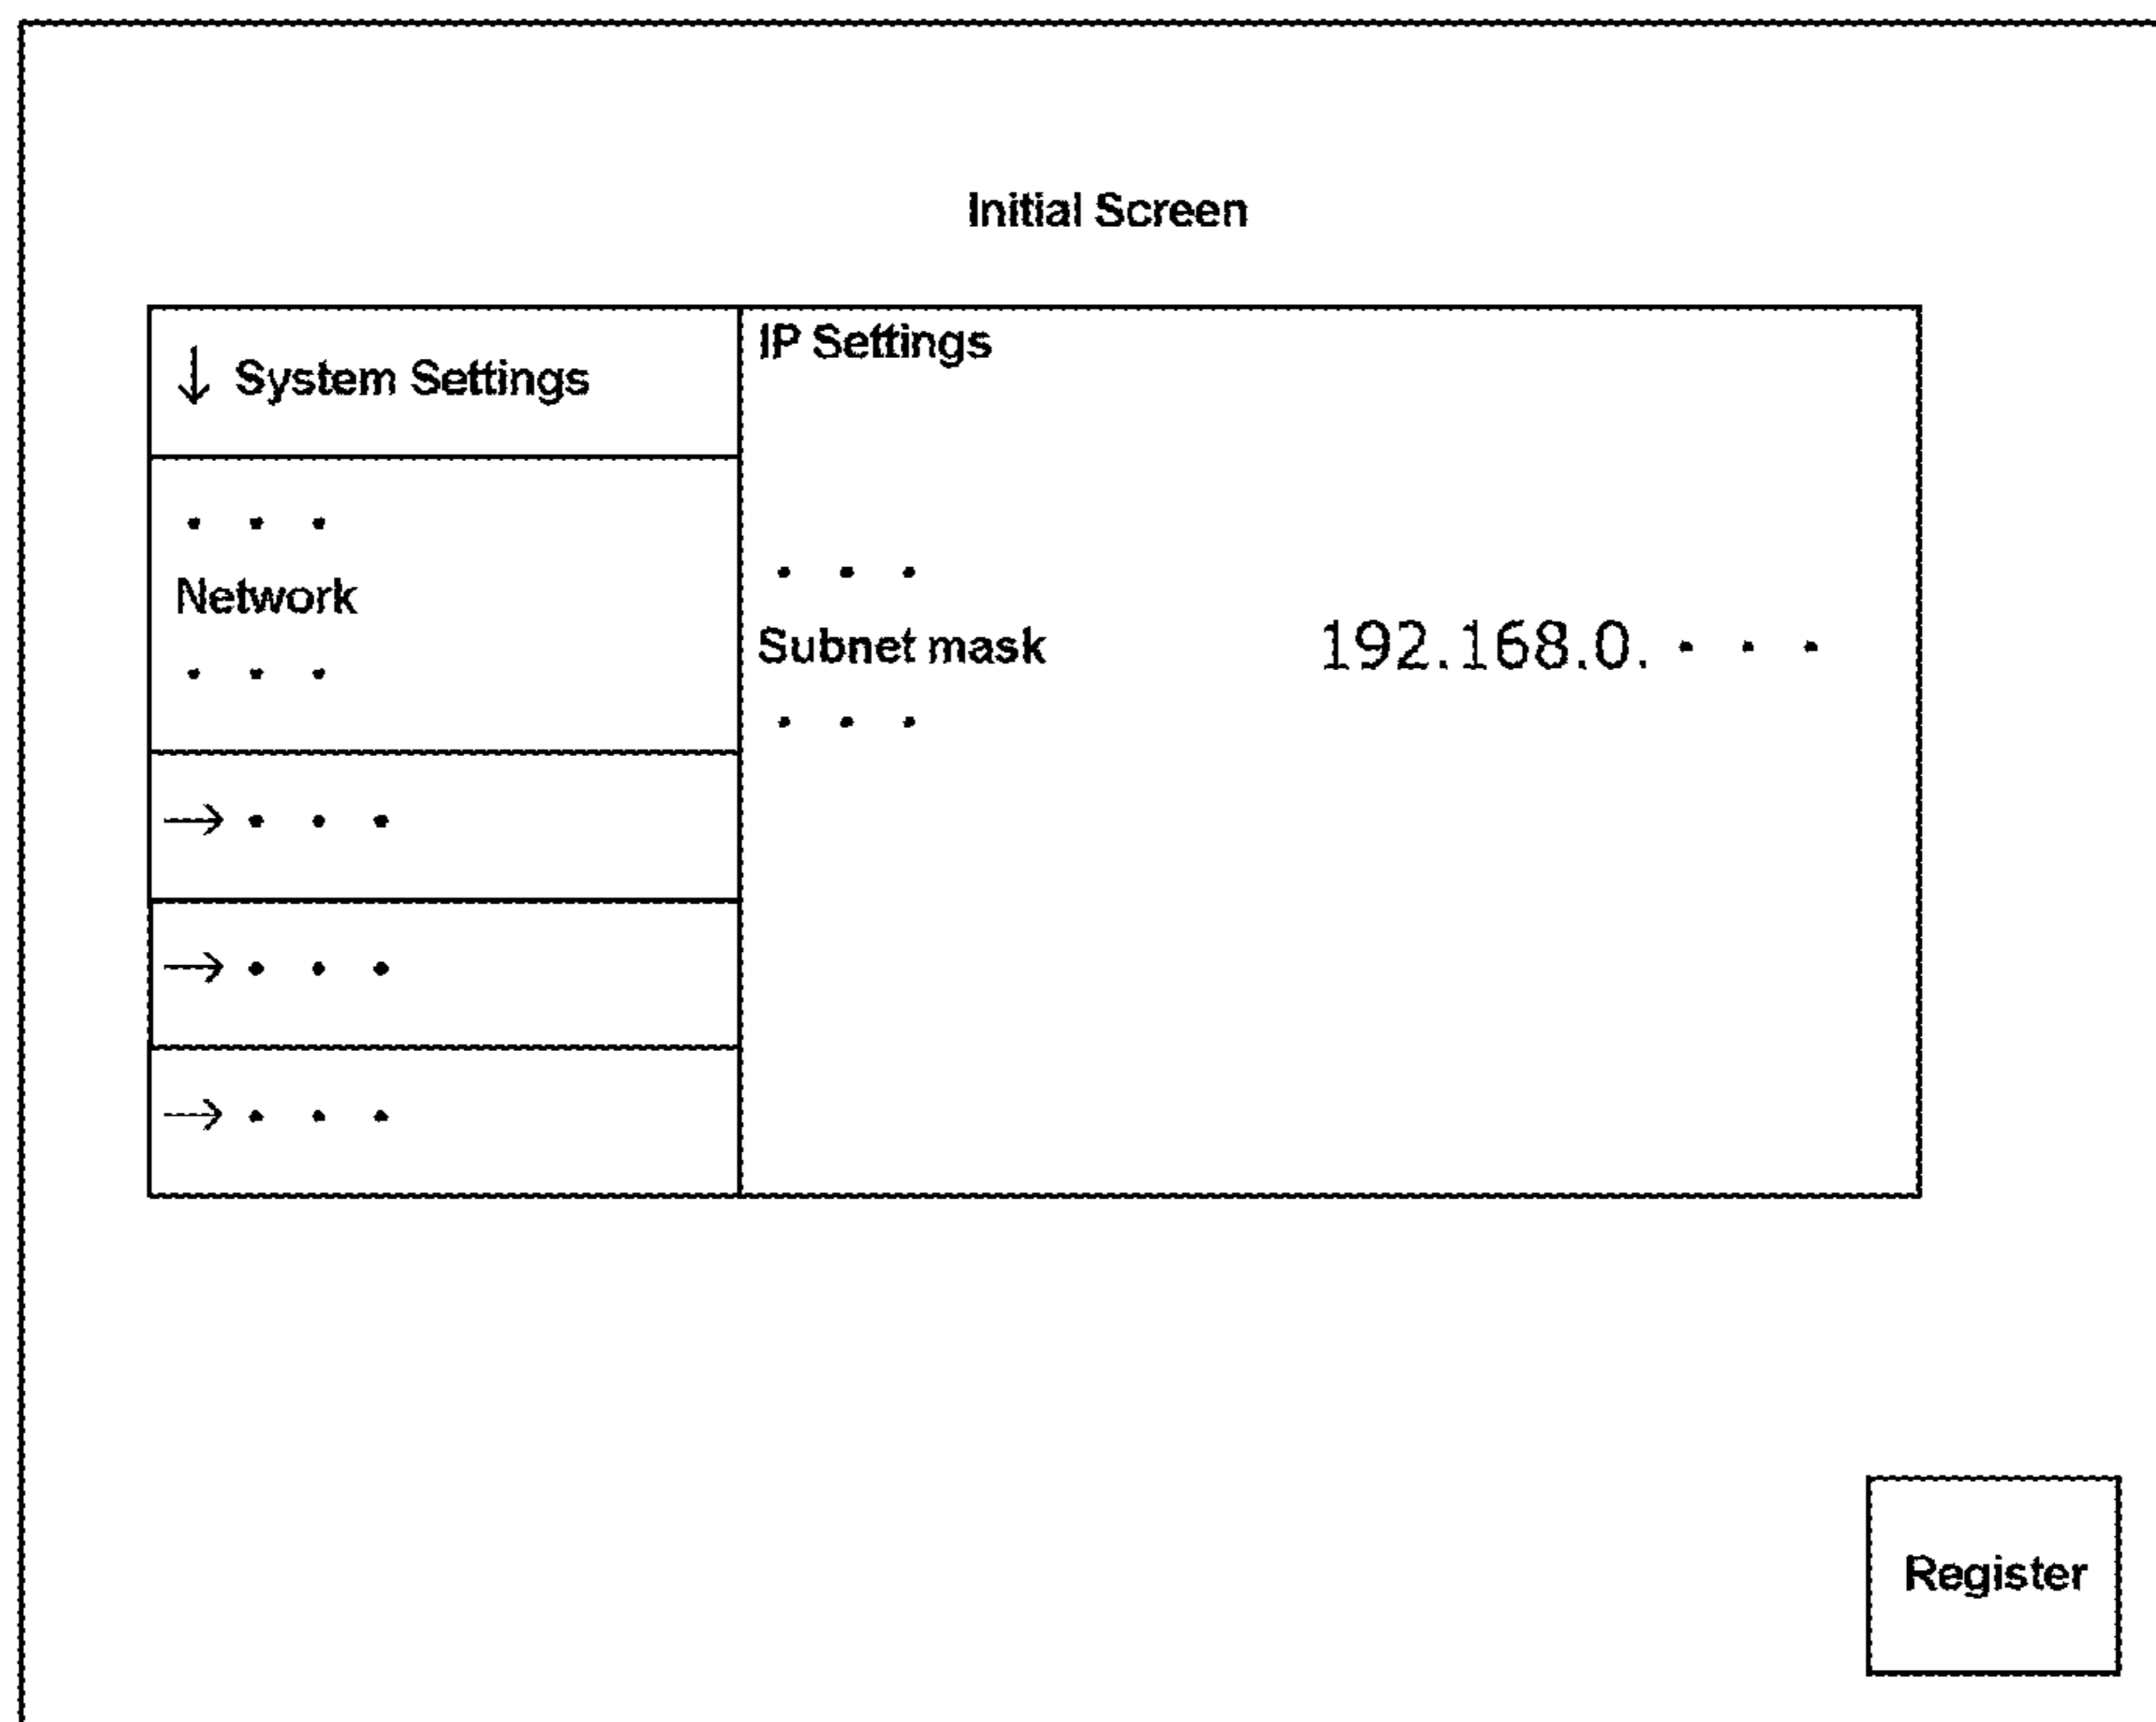 Initial Screen
↓ System Settings
・・・
Network
・・・
→・・・
→・・・
→・・・
IP Settings
・・・
Subnet mask 192.168.0.・・・
・・・
Register